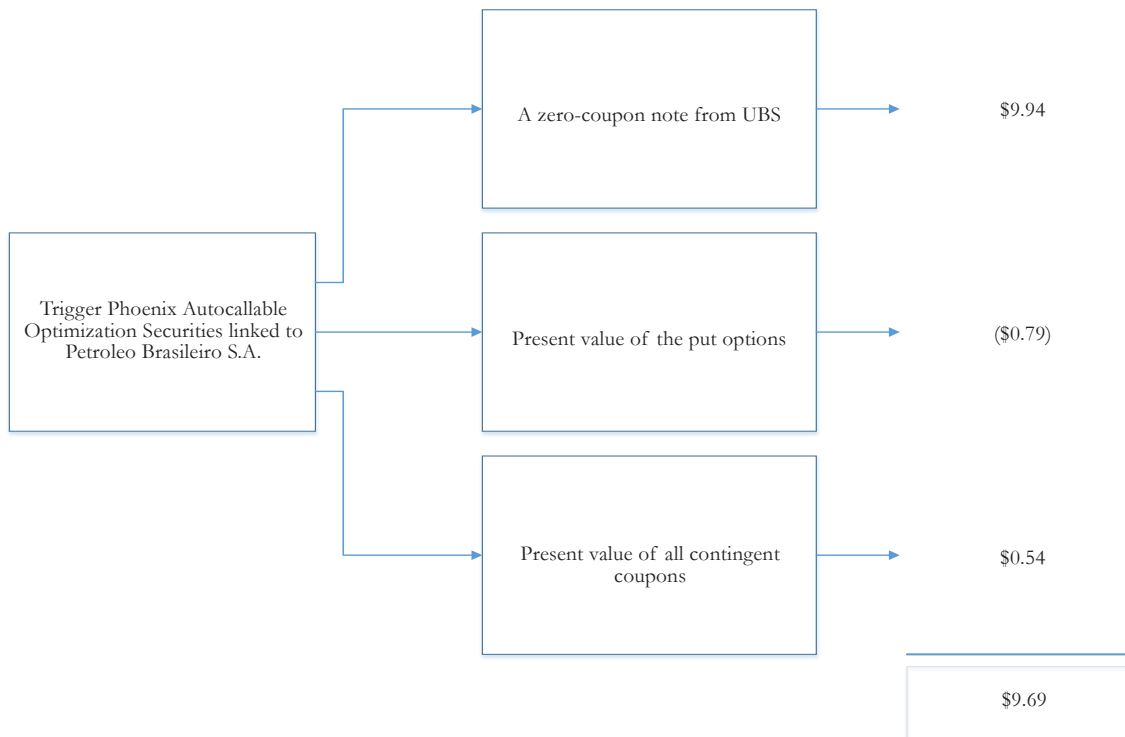 A zero-coupon note from UBS
$9.94
Trigger Phoenix Autocallable
Optimization Securities linked to
Petroleo Brasileiro S.A.
Present value of the put options
($0.79)
Present value of all contingent
coupons
$0.54
$9.69